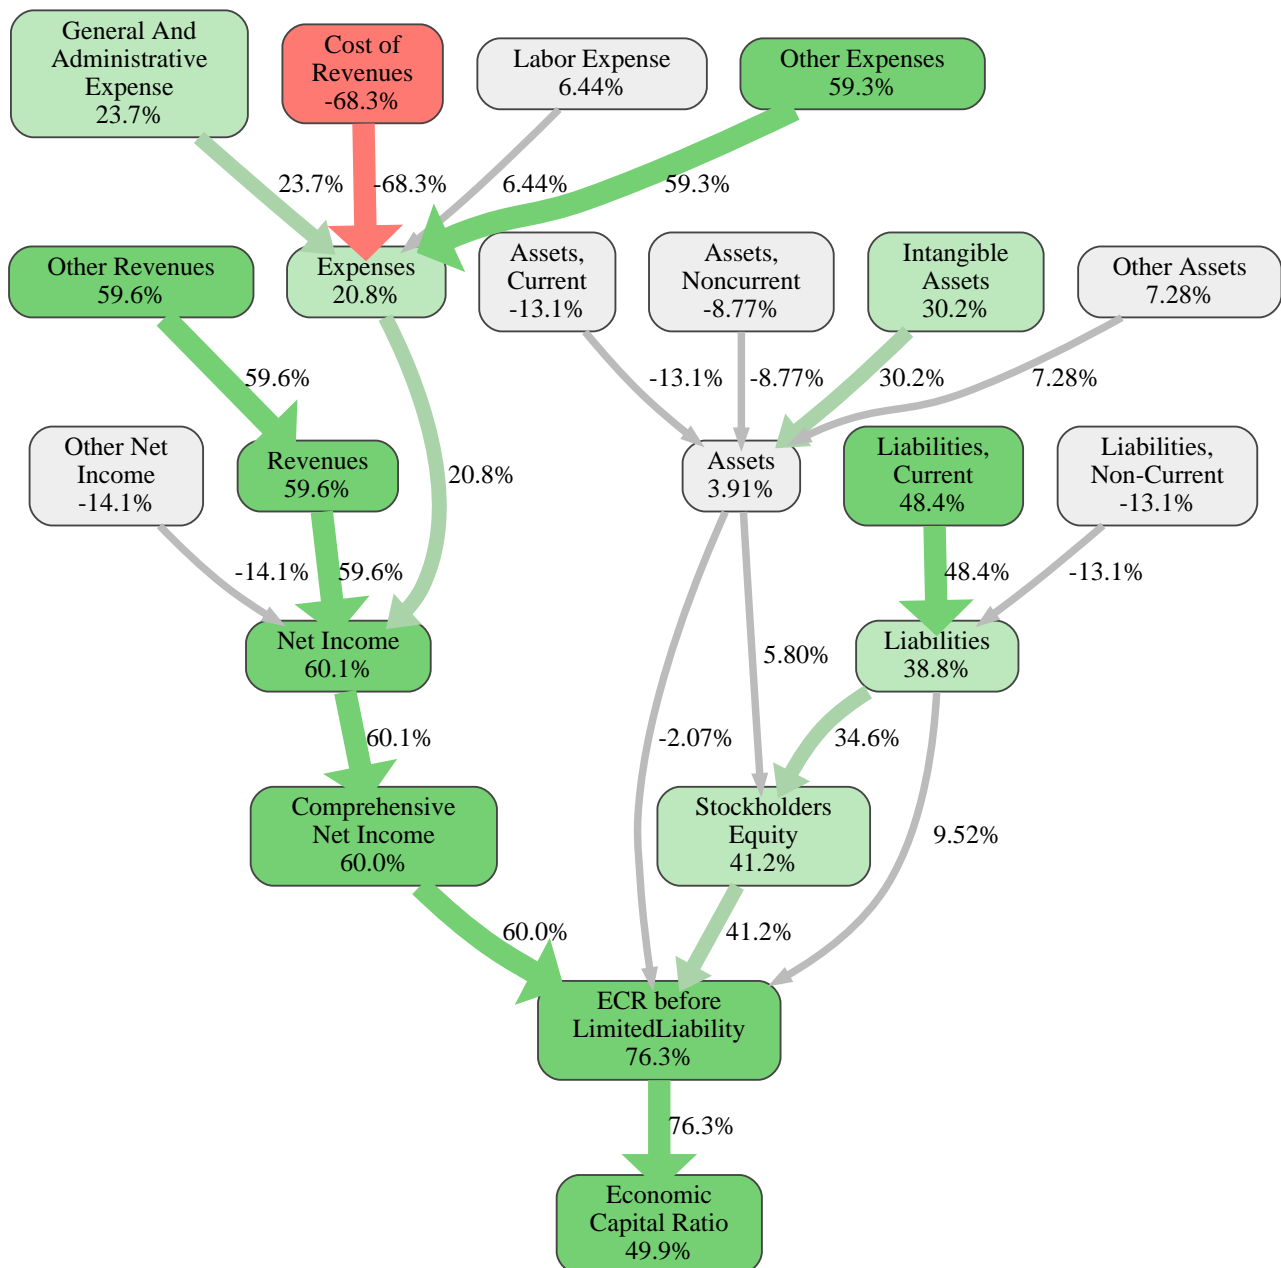 General And
Administrative
Expense
23.7%
Cost of
Revenues
-68.3%
Labor Expense
6.44%
Other Expenses
59.3%
23.7%
-68.3%
6.44%
59.3%
Other Revenues
59.6%
Expenses
20.8%
Assets,
Current
-13.1%
Assets,
Noncurrent
-8.77%
Intangible
Assets
30.2%
Other Assets
7.28%
59.6%
-13.1%
-8.77%
30.2%
7.28%
Other Net
Income
-14.1%
Revenues
59.6%
20.8%
Assets
3.91%
Liabilities,
Current
48.4%
Liabilities,
Non-Current
-13.1%
-14.1%
59.6%
48.4%
-13.1%
Net Income
60.1%
5.80%
Liabilities
38.8%
60.1%
-2.07%
34.6%
Comprehensive
Net Income
60.0%
Stockholders
Equity
41.2%
9.52%
60.0%
41.2%
ECR before
LimitedLiability
76.3%
76.3%
Economic
Capital Ratio
49.9%